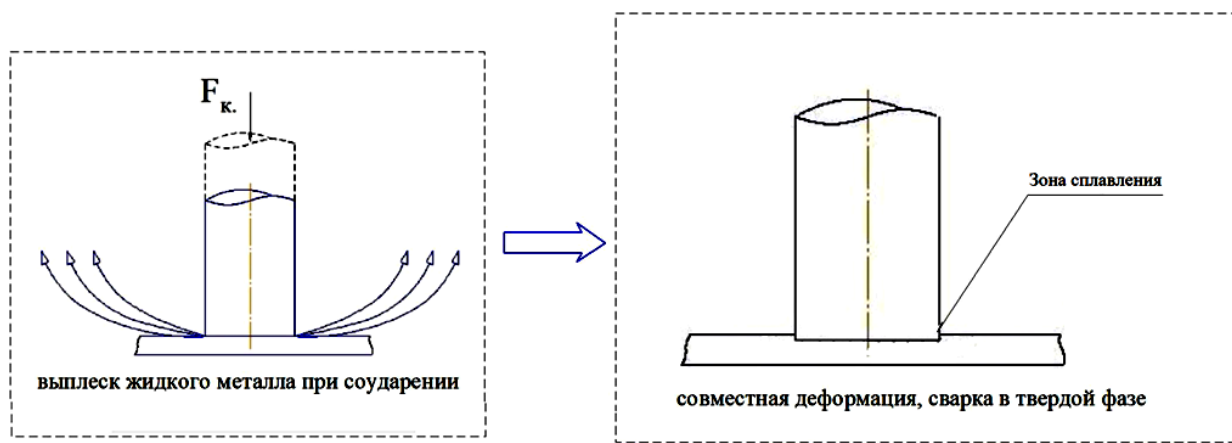 Fк.
выплеск жидкого металла при соударении
Зона сплавления
совместная деформация, сварка в твердой фазе